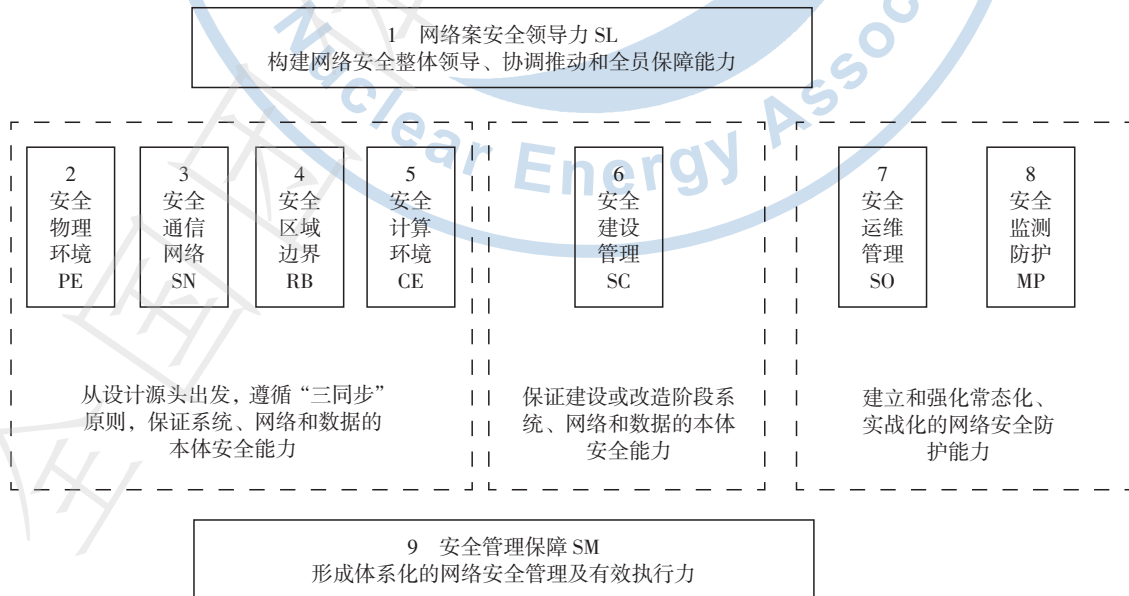 1 网络案安全领导力 SL
构建网络安全整体领导、协调推动和全员保障能力
2
安全
物理
环境
PE
3
安全
通信
网络
SN
4
安全
区域
边界
RB
5
安全
计算
环境
CE
从设计源头出发，遵循“三同步”
原则，保证系统、网络和数据的
本体安全能力
6
安全
建设
管理
SC
保证建设或改造阶段系
统、网络和数据的本体
安全能力
7
安全
运维
管理
SO
8
安全
监测
防护
MP
建立和强化常态化、
实战化的网络安全防
护能力
9 安全管理保障 SM
形成体系化的网络安全管理及有效执行力
Nuclear Energy Assoc
全国团